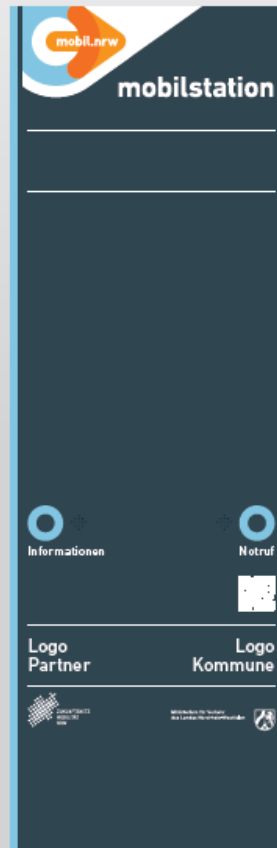 mobil.nrw
mobilstation
Informationen
Notruf
Logo
Partner
Logo
Kommune